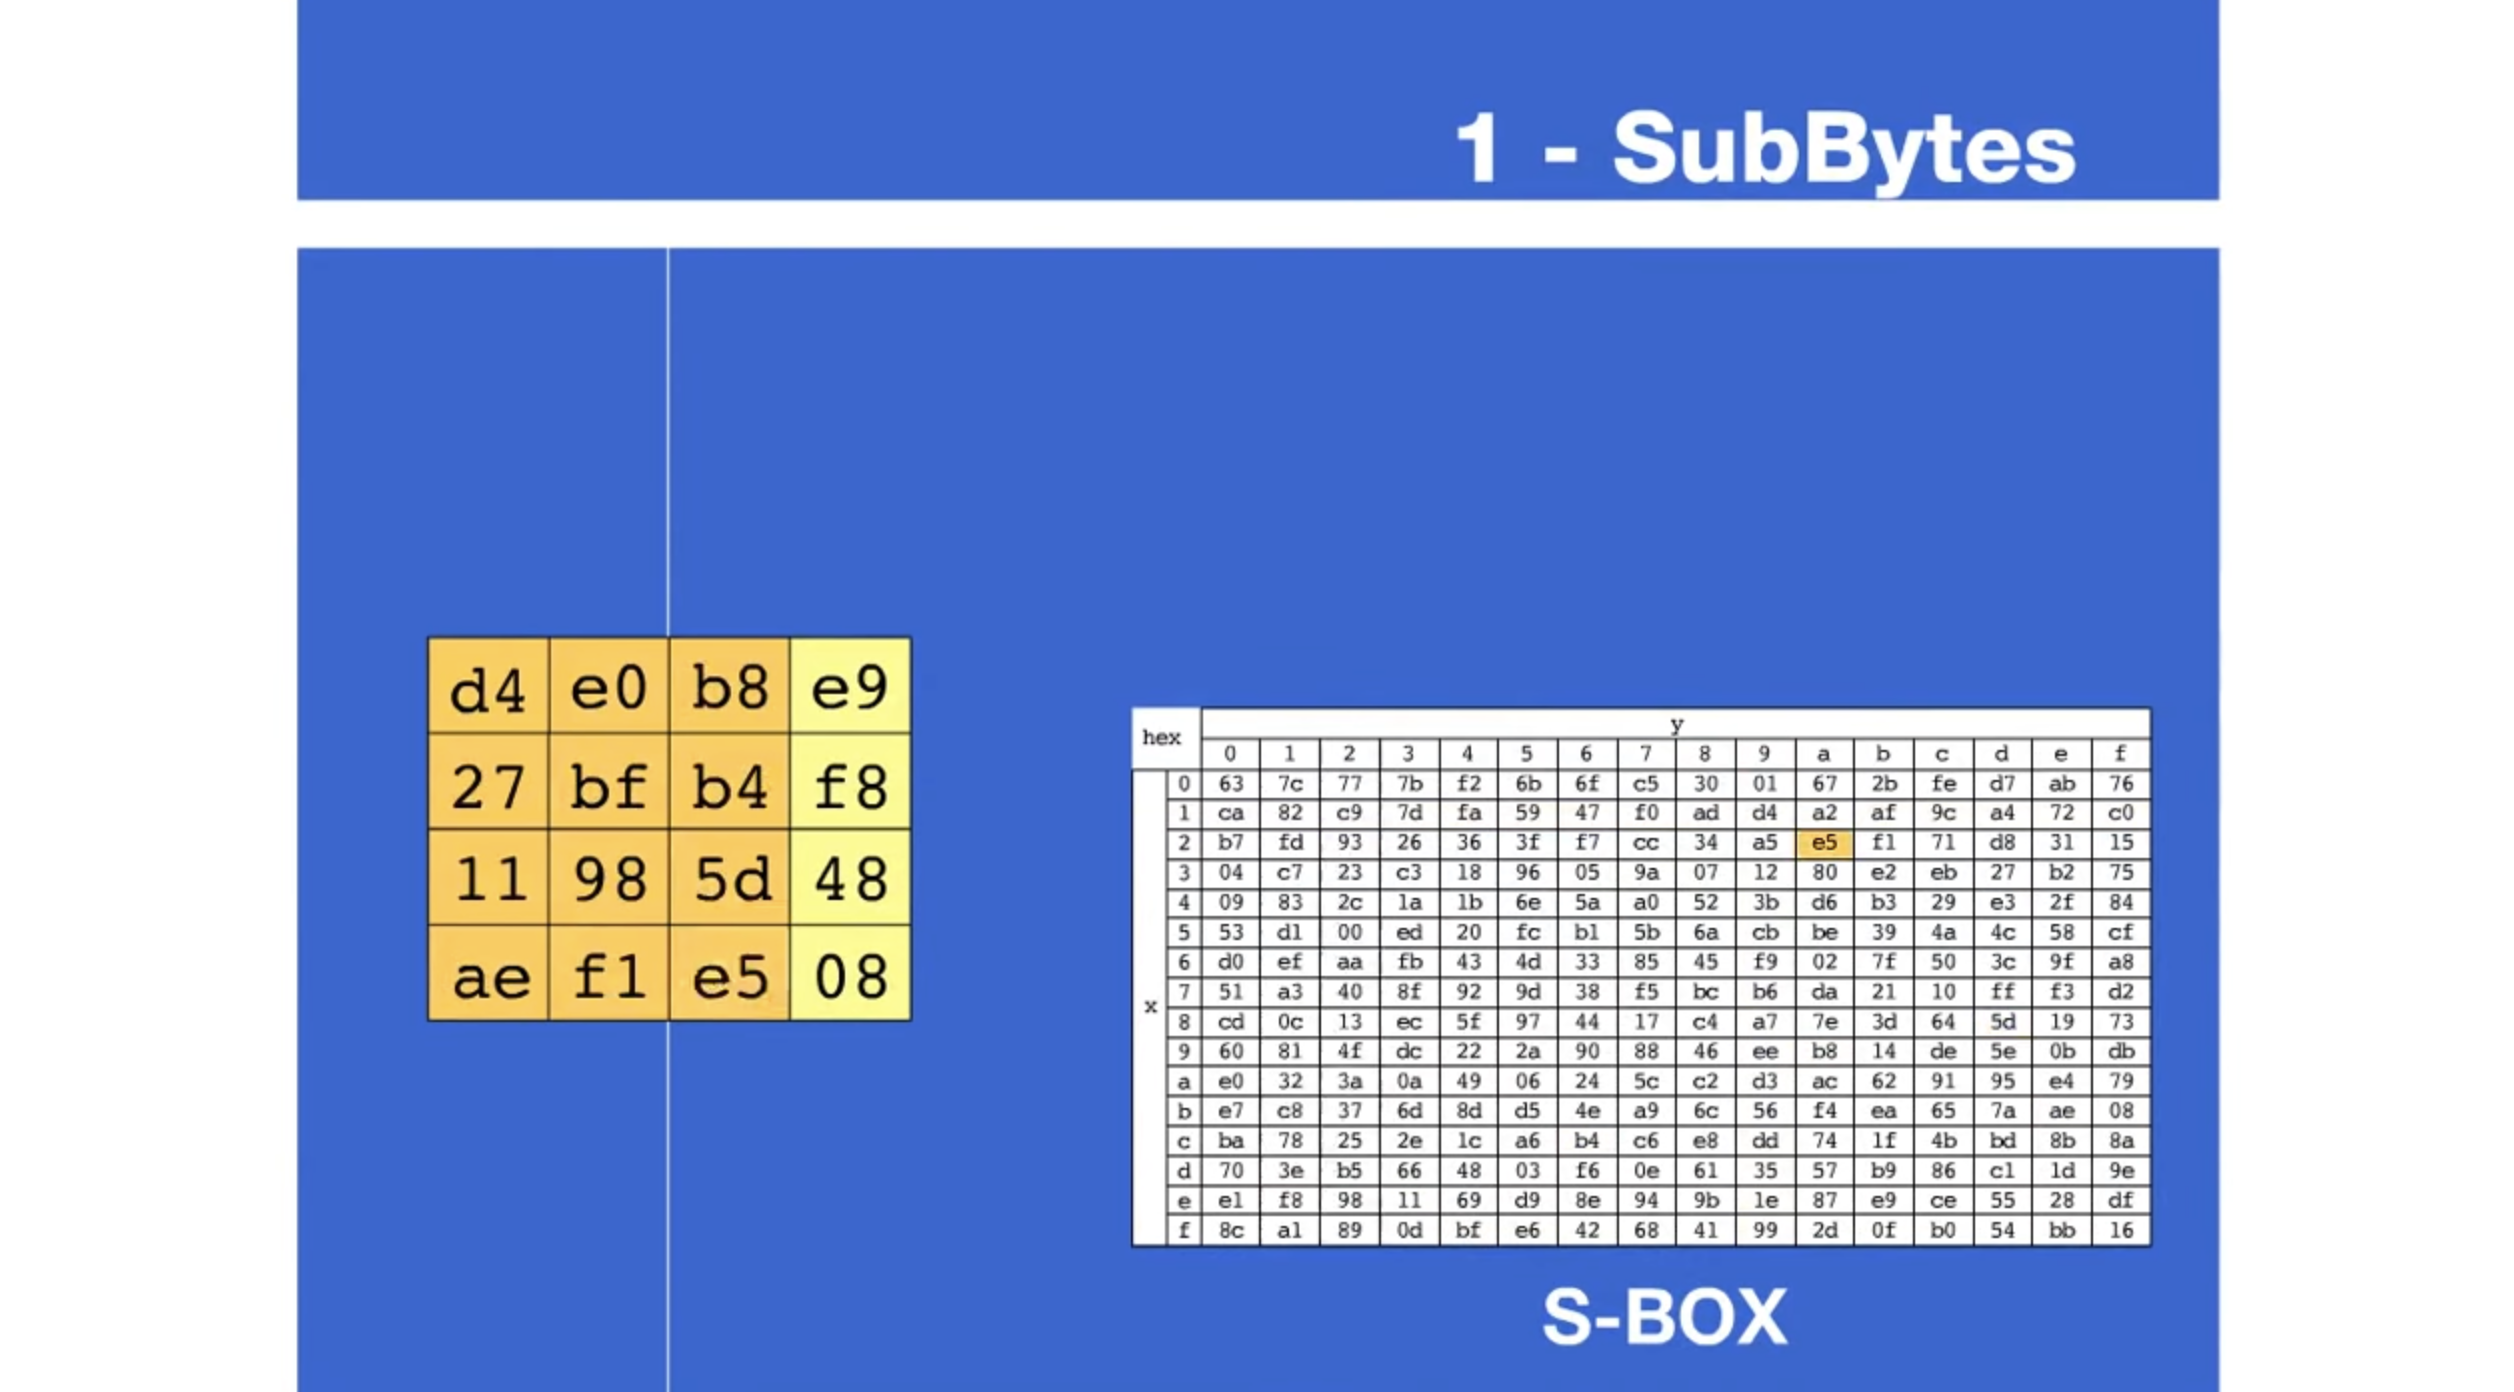 1 - SubBytes
d4 e0 b8 e9
27 bf b4 f8
11 98 5d 48
ae f1 e5 08
hex y
0 1 2 3 4 5 6 7 8 9 a b c d e f
0 63 7c 77 7b f2 6b 6f c5 30 01 67 2b fe d7 ab 76
1 ca 82 c9 7d fa 59 47 f0 ad d4 a2 af 9c a4 72 c0
2 b7 fd 93 26 36 3f f7 cc 34 a5 e5 f1 71 d8 31 15
3 04 c7 23 c3 18 96 05 9a 07 12 80 e2 eb 27 b2 75
4 09 83 2c 1a 1b 6e 5a a0 52 3b d6 b3 29 e3 2f 84
5 53 d1 00 ed 20 fc b1 5b 6a cb be 39 4a 4c 58 cf
6 d0 ef aa fb 43 4d 33 85 45 f9 02 7f 50 3c 9f a8
x 7 51 a3 40 8f 92 9d 38 f5 bc b6 da 21 10 ff f3 d2
8 cd 0c 13 ec 5f 97 44 17 c4 a7 7e 3d 64 5d 19 73
9 60 81 4f dc 22 2a 90 88 46 ee b8 14 de 5e 0b db
a e0 32 3a 0a 49 06 24 5c c2 d3 ac 62 91 95 e4 79
b e7 c8 37 6d 8d d5 4e a9 6c 56 f4 ea 65 7a ae 08
c ba 78 25 2e 1c a6 b4 c6 e8 dd 74 1f 4b bd 8b 8a
d 70 3e b5 66 48 03 f6 0e 61 35 57 b9 86 c1 1d 9e
e e1 f8 98 11 69 d9 8e 94 9b 1e 87 e9 ce 55 28 df
f 8c a1 89 0d bf e6 42 68 41 99 2d 0f b0 54 bb 16
S-BOX